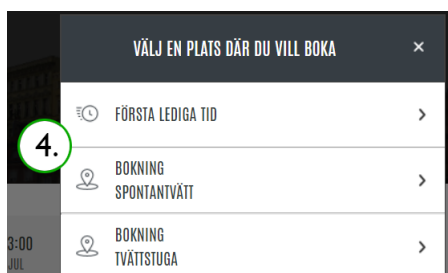 VÄLJ EN PLATS DÄR DU VILL BOKA ×
FÖRSTA LEDIGA TID
4.
BOKNING
SPONTANTVÄTT
BOKNING
TVÄTTSTUGA
3:00
JUL